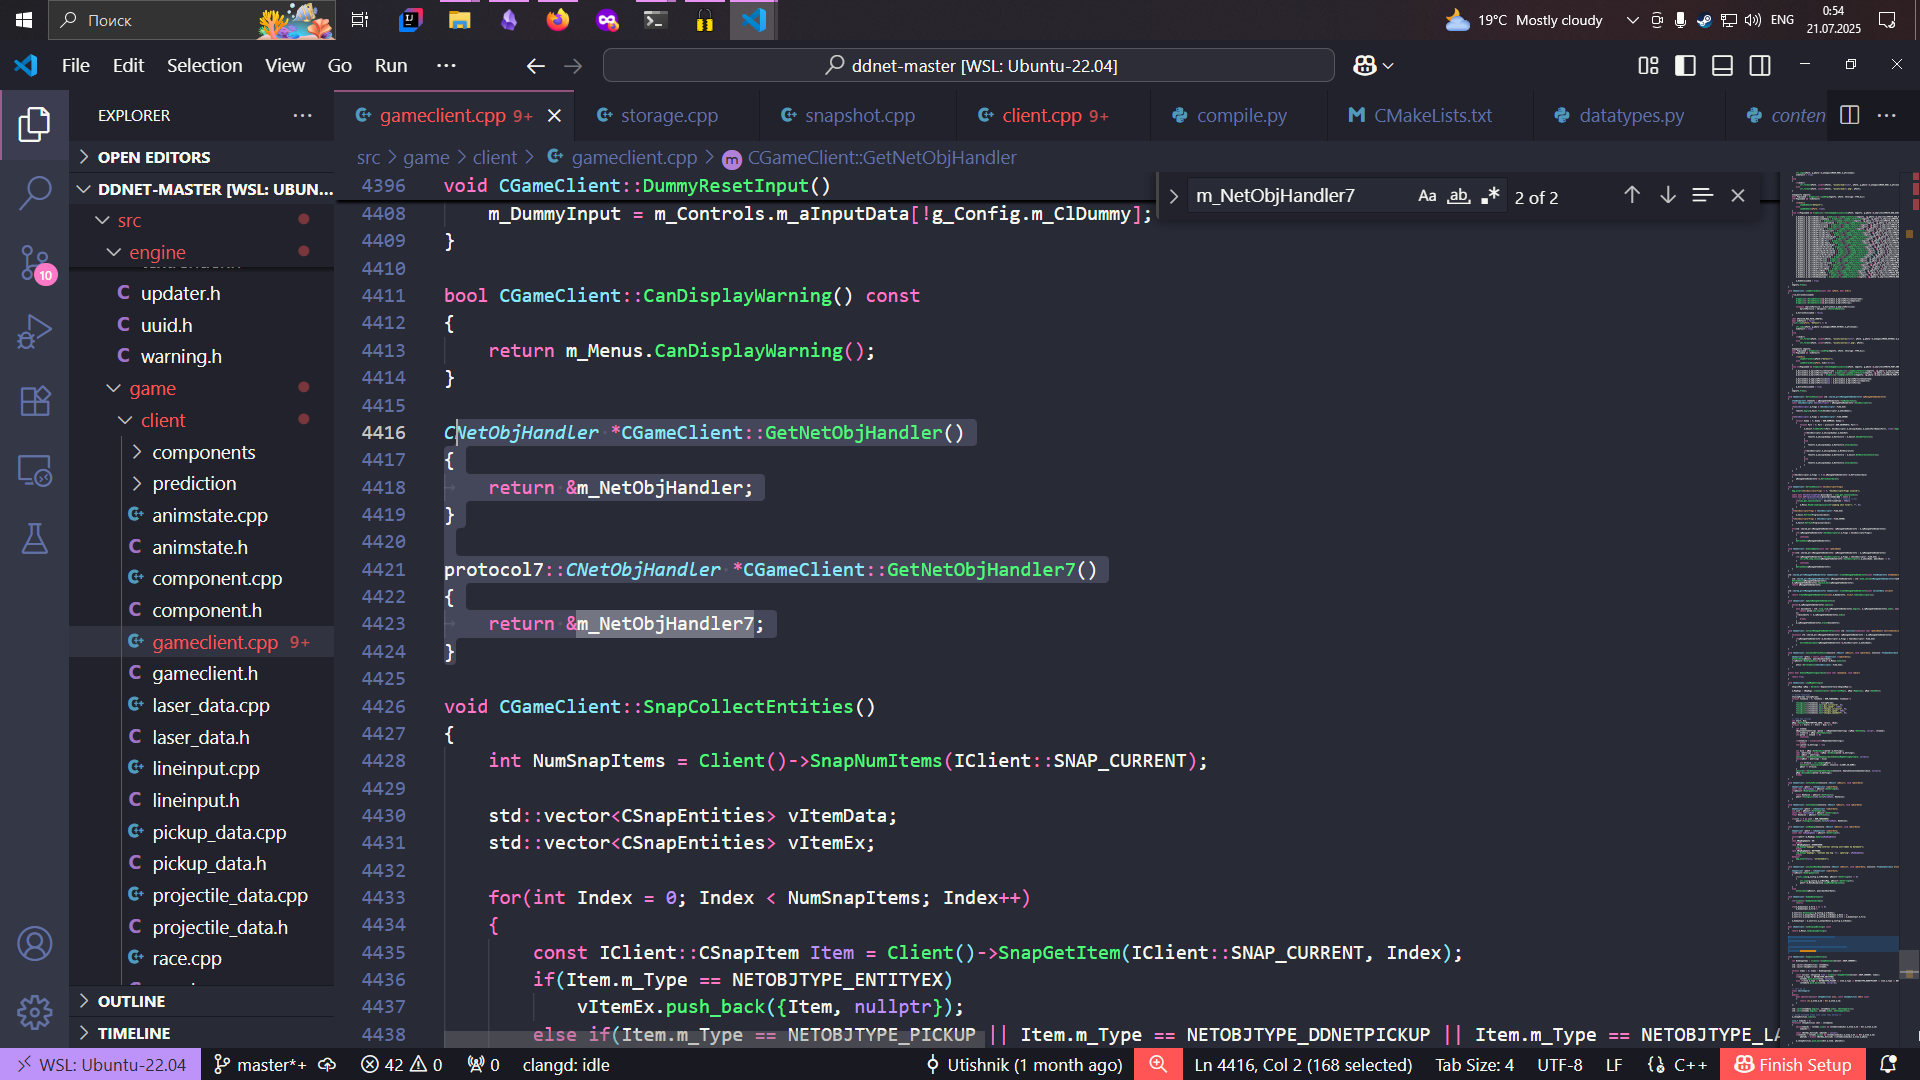 Поиск
19°C Mostly cloudy
ENG
0:54
21.07.2025
File Edit Selection View Go Run ...
ddnet-master [WSL: Ubuntu-22.04]
EXPLORER
gameclient.cpp 9+
storage.cpp
snapshot.cpp
client.cpp 9+
compile.py
CMakeLists.txt
datatypes.py
conten
OPEN EDITORS
DDNET-MASTER [WSL: UBUN...
src
engine
updater.h
uuid.h
warning.h
game
client
components
prediction
animstate.cpp
animstate.h
component.cpp
component.h
gameclient.cpp 9+
gameclient.h
laser_data.cpp
laser_data.h
lineinput.cpp
lineinput.h
pickup_data.cpp
pickup_data.h
projectile_data.cpp
projectile_data.h
race.cpp
OUTLINE
TIMELINE
10
src > game > client > gameclient.cpp > CGameClient::GetNetObjHandler
m_NetObjHandler7
Aa ab 2 of 2
4396 void CGameClient::DummyResetInput()
4408 m_DummyInput = m_Controls.m_aInputData[!g_Config.m_ClDummy];
4409 }
4410
4411 bool CGameClient::CanDisplayWarning() const
4412 {
4413 return m_Menus.CanDisplayWarning();
4414 }
4415
4416 CNetObjHandler *CGameClient::GetNetObjHandler()
4417 {
4418 return &m_NetObjHandler;
4419 }
4420
4421 protocol7::CNetObjHandler *CGameClient::GetNetObjHandler7()
4422 {
4423 return &m_NetObjHandler7;
4424 }
4425
4426 void CGameClient::SnapCollectEntities()
4427 {
4428 int NumSnapItems = Client()->SnapNumItems(IClient::SNAP_CURRENT);
4429
4430 std::vector<CSnapEntities> vItemData;
4431 std::vector<CSnapEntities> vItemEx;
4432
4433 for(int Index = 0; Index < NumSnapItems; Index++)
4434 {
4435 const IClient::CSnapItem Item = Client()->SnapGetItem(IClient::SNAP_CURRENT, Index);
4436 if(Item.m_Type == NETOBJTYPE_ENTITYEX)
4437 vItemEx.push_back({Item, nullptr});
4438 else if(Item.m_Type == NETOBJTYPE_PICKUP || Item.m_Type == NETOBJTYPE_DDNETPICKUP || Item.m_Type == NETOBJTYPE_LA
WSL: Ubuntu-22.04
master*+
42 0
0
clangd: idle
Utishnik (1 month ago)
Ln 4416, Col 2 (168 selected)
Tab Size: 4
UTF-8
LF
C++
Finish Setup